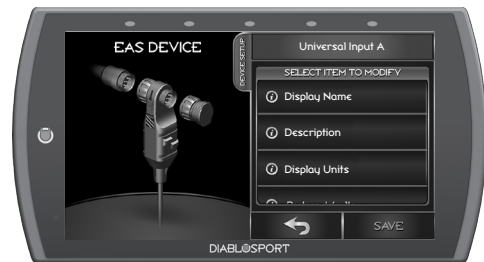 EAS DEVICE
DEVICE SETUP
Universal Input A
SELECT ITEM TO MODIFY
Display Name
Description
Display Units
SAVE
DIABLOSPORT